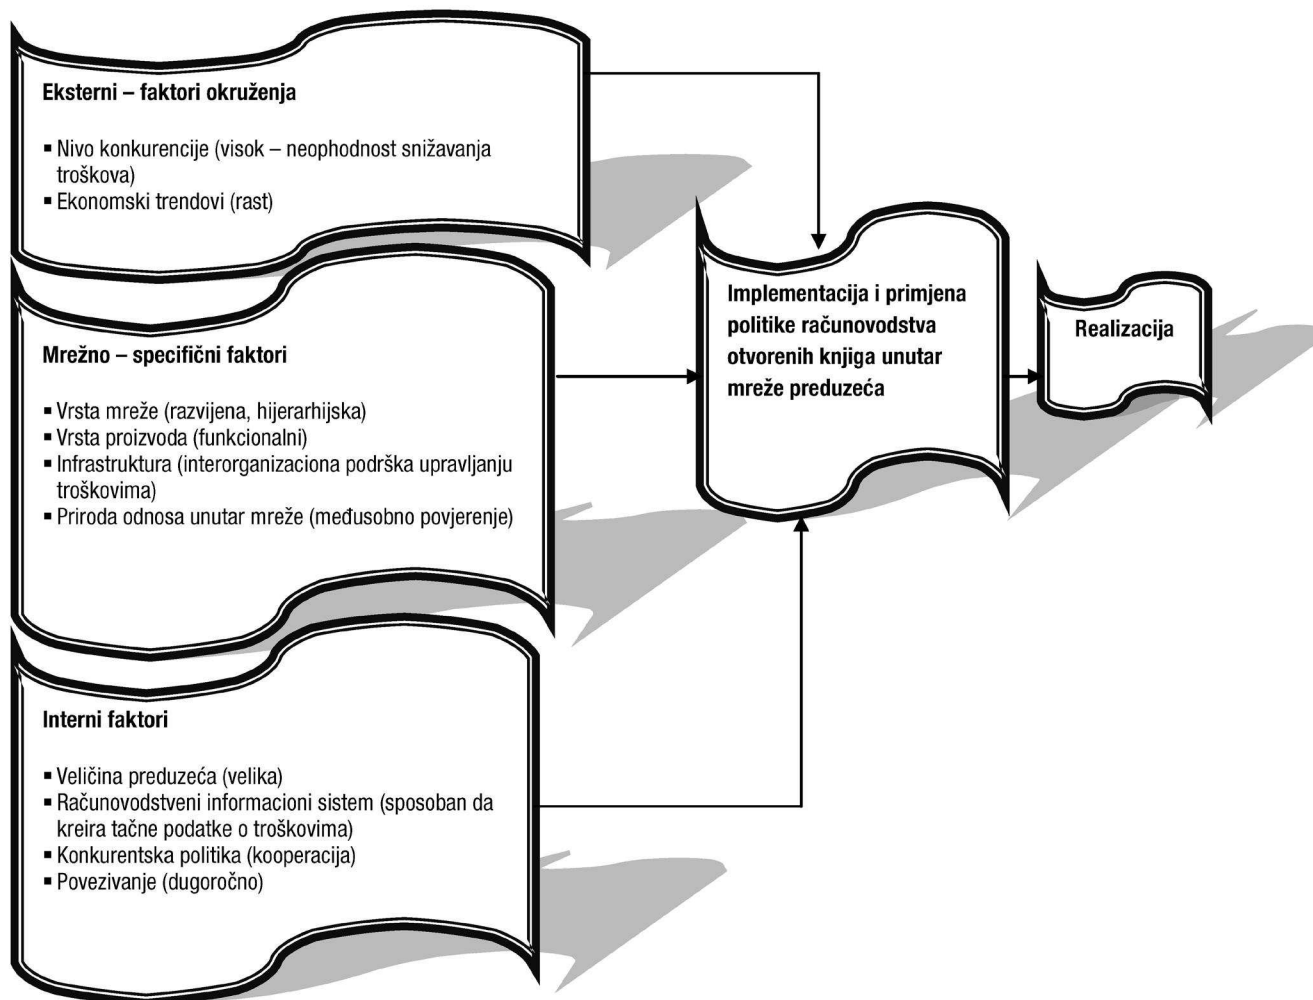 Eksterni – faktori okruženja
▪ Nivo konkurencije (visok – neophodnost snižavanja
troškova)
▪ Ekonomski trendovi (rast)
Mrežno – specifični faktori
▪ Vrsta mreže (razvijena, hijerarhijska)
▪ Vrsta proizvoda (funkcionalni)
▪ Infrastruktura (interorganizaciona podrška upravljanju
troškovima)
▪ Priroda odnosa unutar mreže (međusobno povjerenje)
Interni faktori
▪ Veličina preduzeća (velika)
▪ Računovodstveni informacioni sistem (sposoban da
kreira tačne podatke o troškovima)
▪ Konkurentska politika (kooperacija)
▪ Povezivanje (dugoročno)
Implementacija i primjena
politike računovodstva
otvorenih knjiga unutar
mreže preduzeća
Realizacija